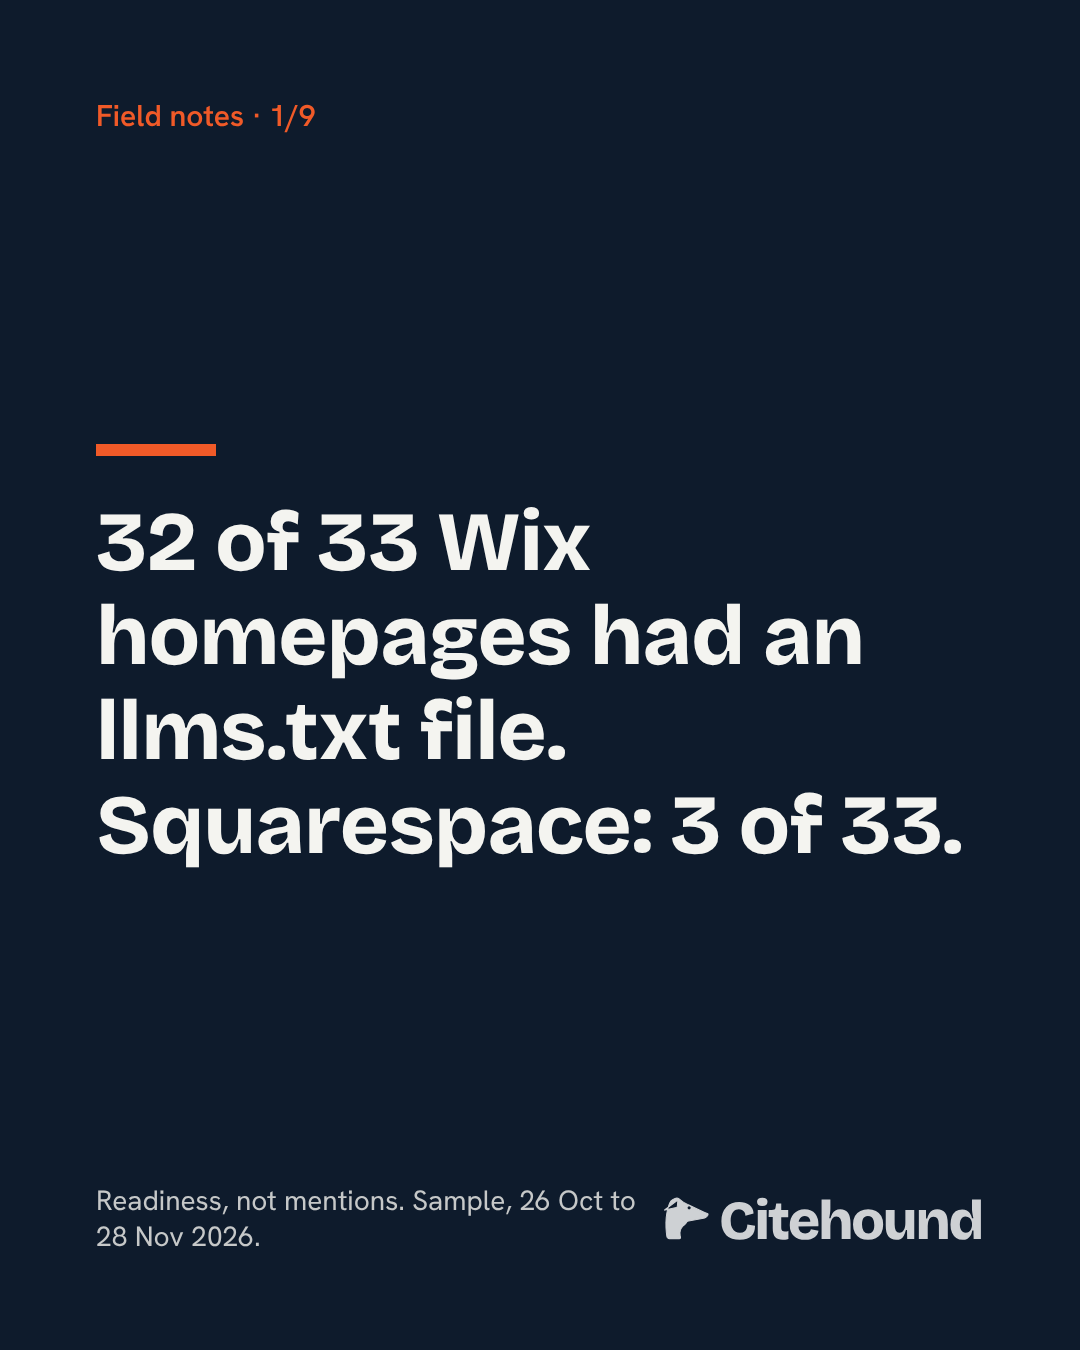 Field notes · 1/9
32 of 33 Wix
homepages had an
llms.txt file.
Squarespace: 3 of 33.
Readiness, not mentions. Sample, 26 Oct to
28 Nov 2026.
Citehound